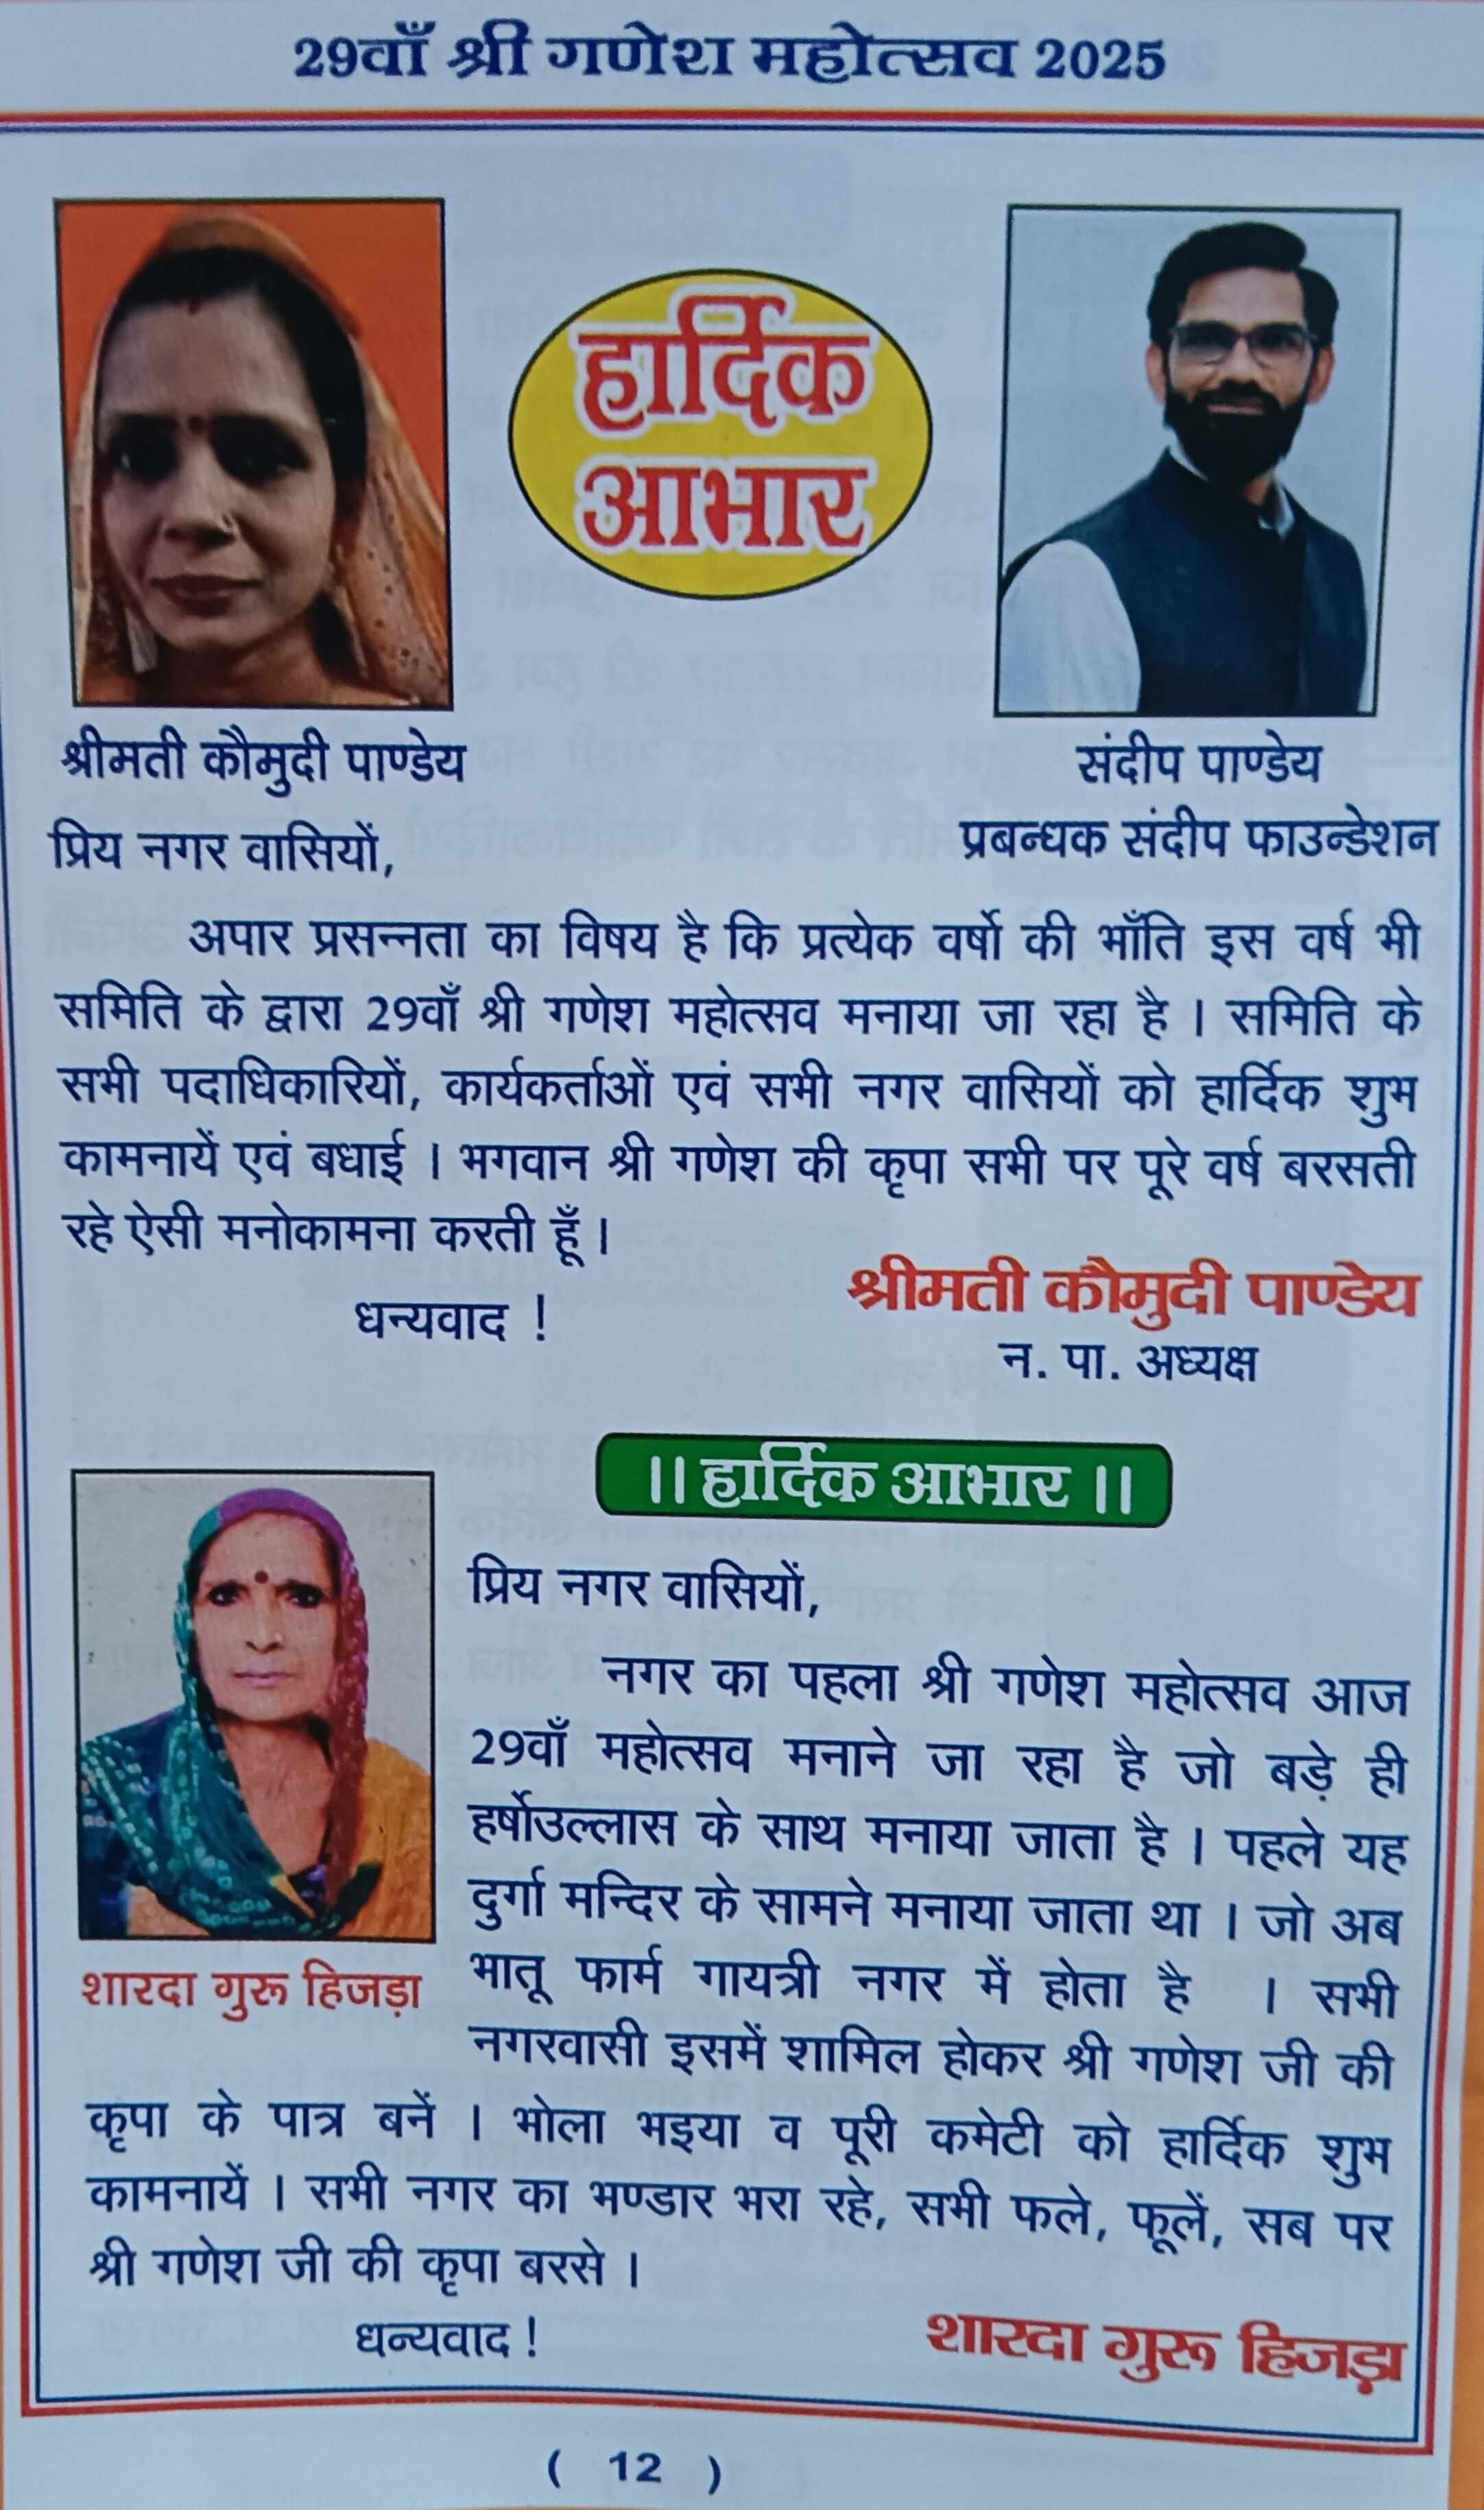 29वाँ श्री गणेश महोत्सव 2025
हार्दिक
आभार
श्रीमती कौमुदी पाण्डेय
संदीप पाण्डेय
प्रबन्धक संदीप फाउन्डेशन
प्रिय नगर वासियों,
अपार प्रसन्नता का विषय है कि प्रत्येक वर्षो की भाँति इस वर्ष भी
समिति के द्वारा 29वाँ श्री गणेश महोत्सव मनाया जा रहा है । समिति के
सभी पदाधिकारियों, कार्यकर्ताओं एवं सभी नगर वासियों को हार्दिक शुभ
कामनायें एवं बधाई । भगवान श्री गणेश की कृपा सभी पर पूरे वर्ष बरसती
रहे ऐसी मनोकामना करती हूँ ।
धन्यवाद !
श्रीमती कौमुदी पाण्डेय
न. पा. अध्यक्ष
॥ हार्दिक आभार ॥
शारदा गुरू हिजड़ा
प्रिय नगर वासियों,
नगर का पहला श्री गणेश महोत्सव आज
29वाँ महोत्सव मनाने जा रहा है जो बड़े ही
हर्षोउल्लास के साथ मनाया जाता है । पहले यह
दुर्गा मन्दिर के सामने मनाया जाता था । जो अब
भातू फार्म गायत्री नगर में होता है । सभी
नगरवासी इसमें शामिल होकर श्री गणेश जी की
कृपा के पात्र बनें । भोला भइया व पूरी कमेटी को हार्दिक शुभ
कामनायें । सभी नगर का भण्डार भरा रहे, सभी फले, फूलें, सब पर
श्री गणेश जी की कृपा बरसे ।
धन्यवाद !
शारदा गुरू हिजड़ा
( 12 )